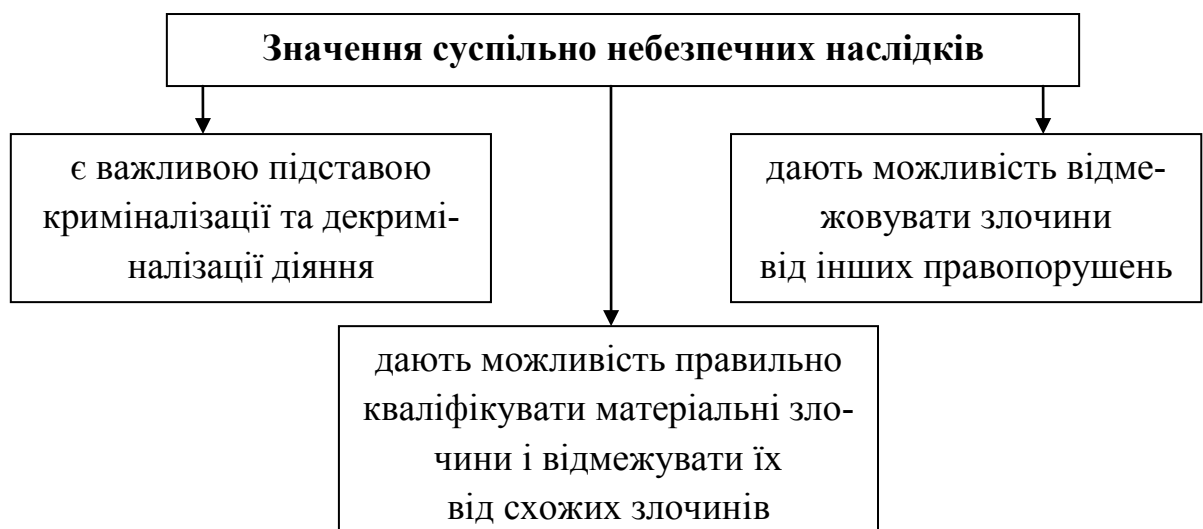 Значення суспільно небезпечних наслідків
є важливою підставою
криміналізації та декримі-
налізації діяння
дають можливість відме-
жовувати злочини
від інших правопорушень
дають можливість правильно
кваліфікувати матеріальні зло-
чини і відмежувати їх
від схожих злочинів